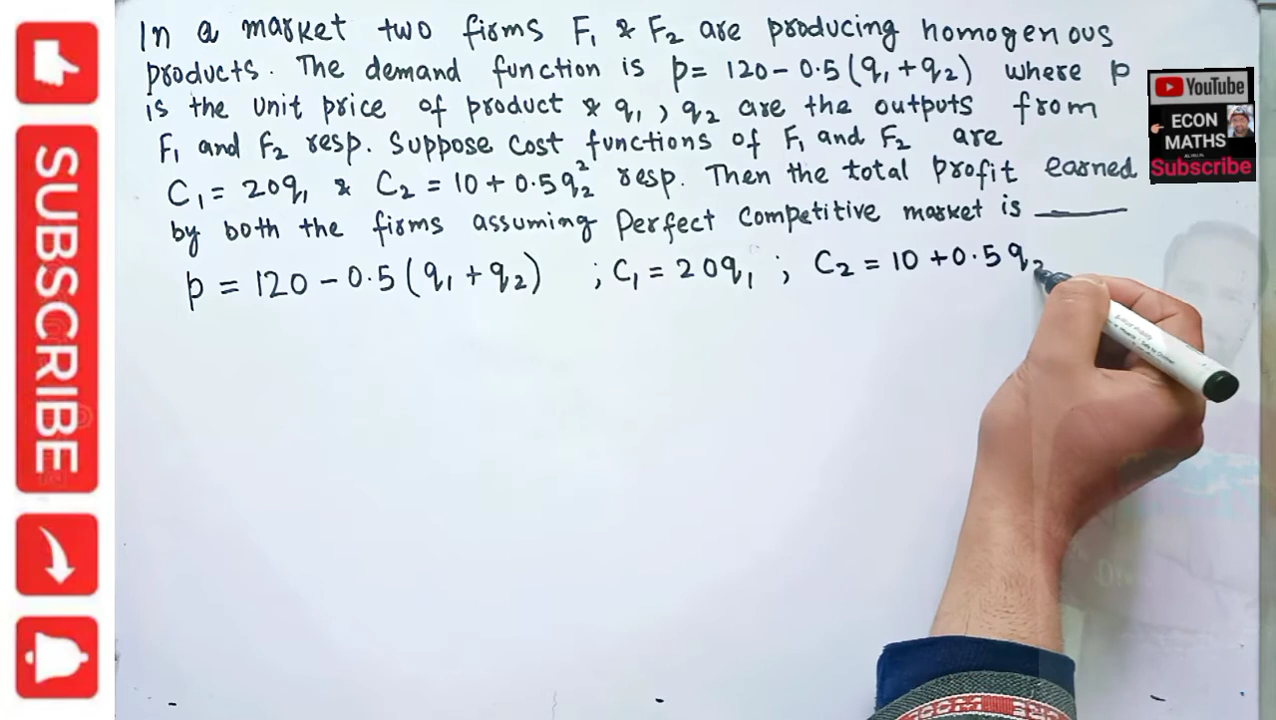 In a market two firms F₁ & F₂ are producing homogenous
products. The demand function is p = 120 - 0.5(q₁+q₂) where p
is the unit price of product & q₁, q₂ are the outputs from
F₁ and F₂ resp. Suppose cost functions of F₁ and F₂ are
C₁ = 20q₁ & C₂ = 10 + 0.5q₂² resp. Then the total profit earned
by both the firms assuming Perfect Competitive market is ____
p = 120 - 0.5(q₁+q₂) ; C₁ = 20q₁ ; C₂ = 10 + 0.5q₂
YouTube
ECON
MATHS
Subscribe
SUBSCRIBE